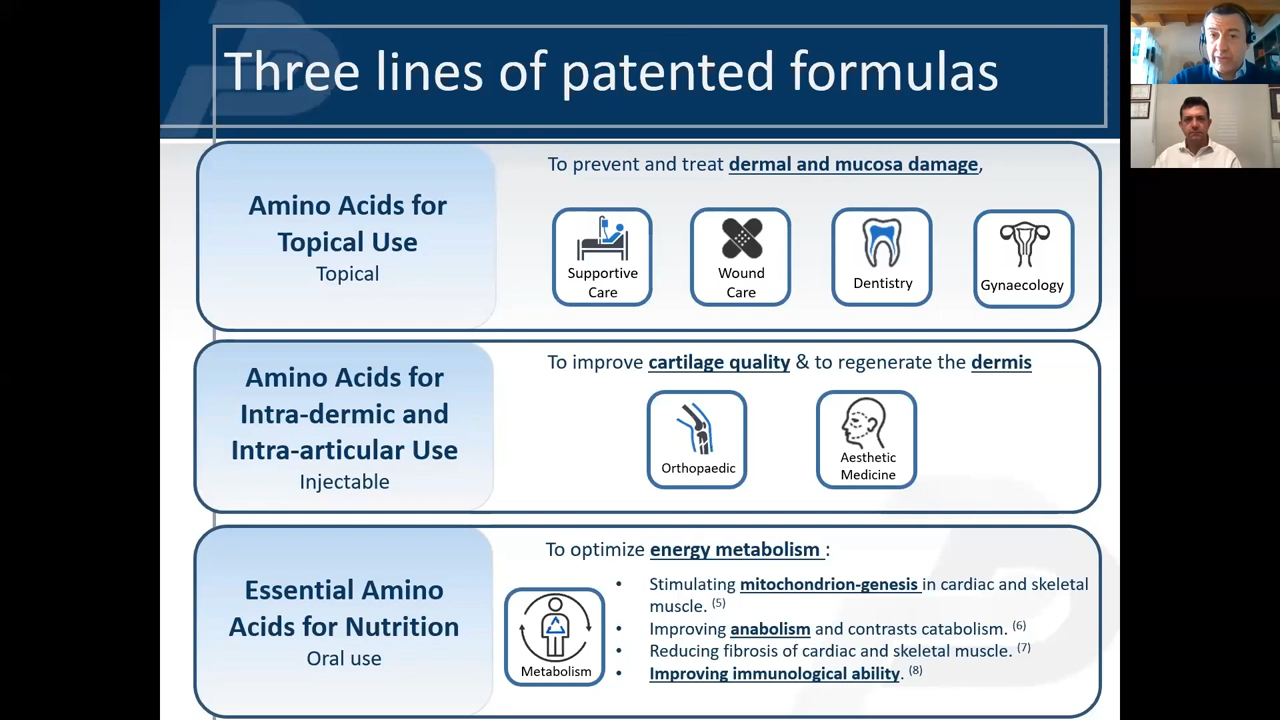 Three lines of patented formulas
Amino Acids for
Topical Use
Topical
To prevent and treat dermal and mucosa damage,
Supportive
Care
Wound
Care
Dentistry
Gynaecology
Amino Acids for
Intra-dermic and
Intra-articular Use
Injectable
To improve cartilage quality & to regenerate the dermis
Orthopaedic
Aesthetic
Medicine
Essential Amino
Acids for Nutrition
Oral use
To optimize energy metabolism :
Metabolism
• Stimulating mitochondrion-genesis in cardiac and skeletal
muscle. (5)
• Improving anabolism and contrasts catabolism. (6)
• Reducing fibrosis of cardiac and skeletal muscle. (7)
• Improving immunological ability. (8)